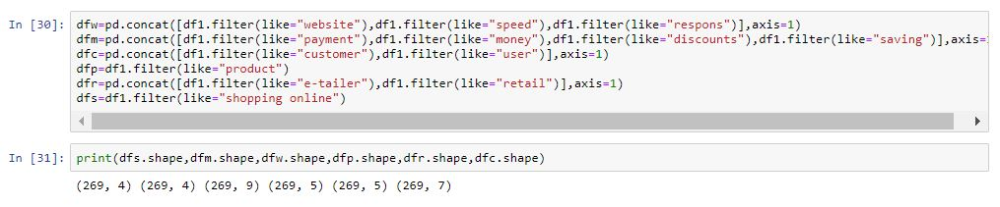 In [30]: dfw=pd.concat([df1.filter(like="website"),df1.filter(like="speed"),df1.filter(like="respons")],axis=1)
dfm=pd.concat([df1.filter(like="payment"),df1.filter(like="money"),df1.filter(like="discounts"),df1.filter(like="saving")],axis=
dfc=pd.concat([df1.filter(like="customer"),df1.filter(like="user")],axis=1)
dfp=df1.filter(like="product")
dfr=pd.concat([df1.filter(like="e-tailer"),df1.filter(like="retail")],axis=1)
dfs=df1.filter(like="shopping online")
In [31]: print(dfs.shape,dfm.shape,dfw.shape,dfp.shape,dfr.shape,dfc.shape)
(269, 4) (269, 4) (269, 9) (269, 5) (269, 5) (269, 7)